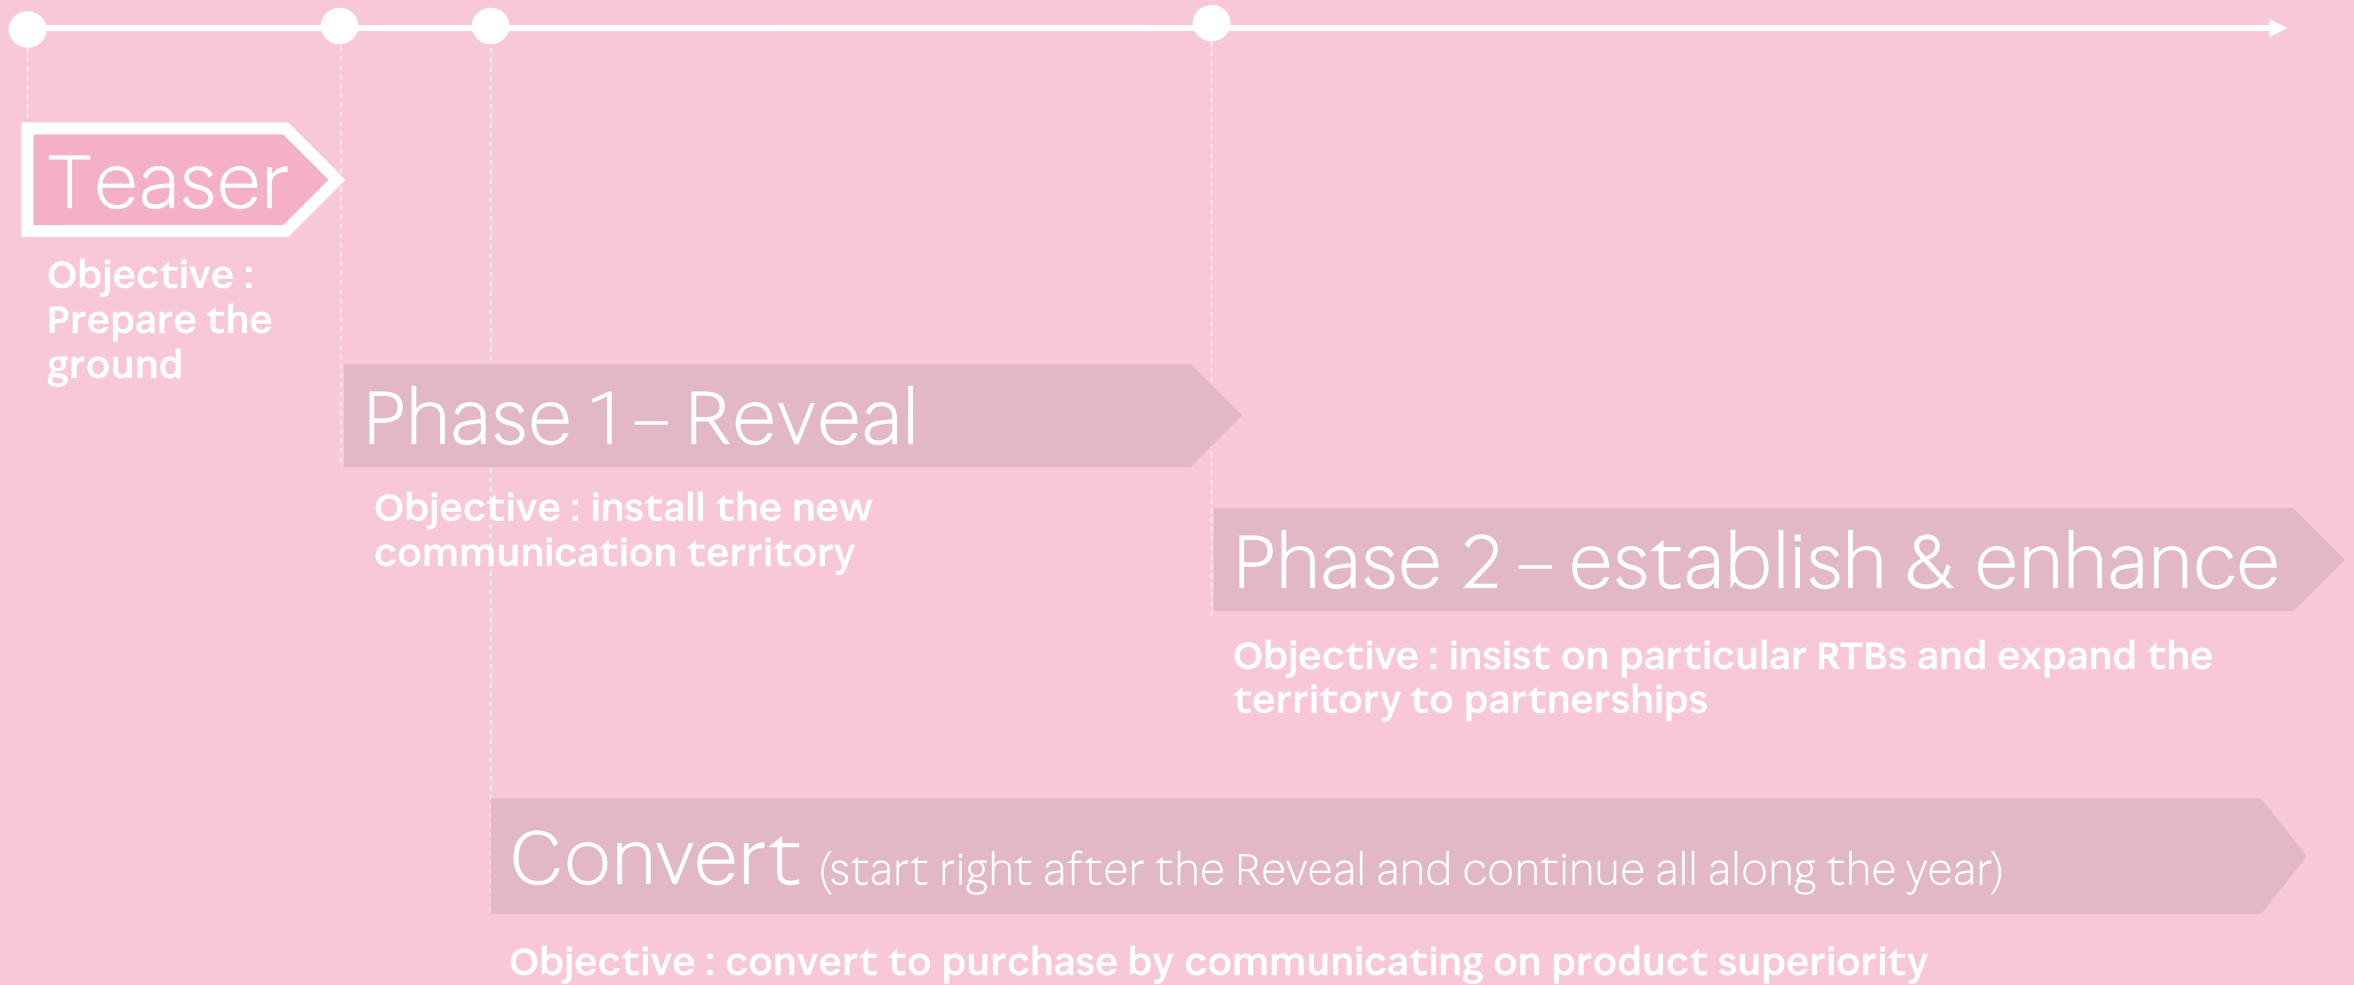 Teaser
Objective :
Prepare the
ground
Phase 1 – Reveal
Objective : install the new
communication territory
Phase 2 – establish & enhance
Objective : insist on particular RTBs and expand the
territory to partnerships
Convert (start right after the Reveal and continue all along the year)
Objective : convert to purchase by communicating on product superiority